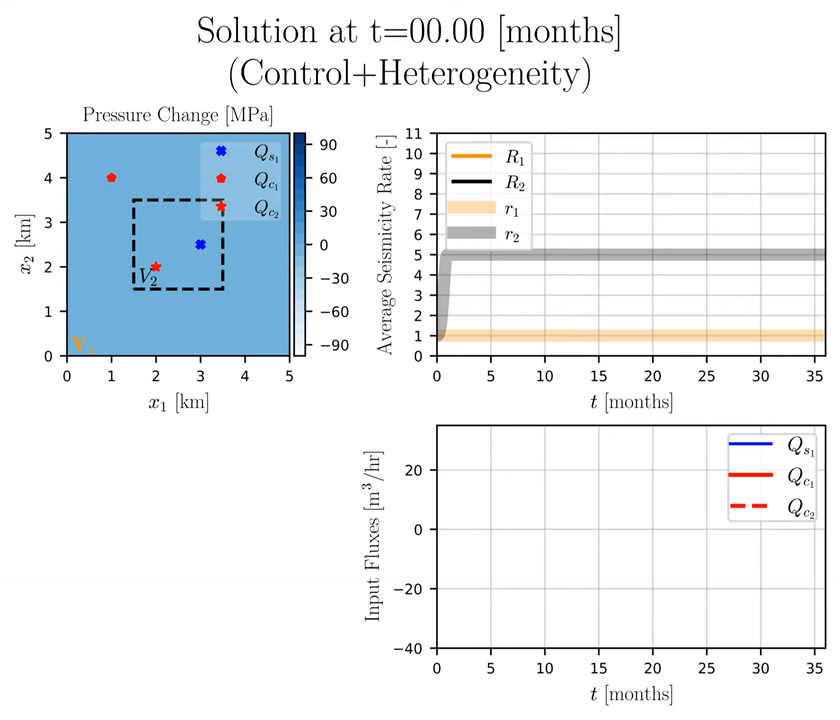 Solution at t=00.00 [months]
(Control+Heterogeneity)
Pressure Change [MPa]
5
4
3
2
1
0
0 1 2 3 4 5
x₂ [km]
x₁ [km]
V₂
V₁
Qs₁
Qc₁
Qc₂
90
60
30
0
−30
−60
−90
Average Seismicity Rate [-]
11
10
9
8
7
6
5
4
3
2
1
0
R₁
R₂
r₁
r₂
0 5 10 15 20 25 30 35
t [months]
Input Fluxes [m³/hr]
20
0
−20
−40
Qs₁
Qc₁
Qc₂
0 5 10 15 20 25 30 35
t [months]